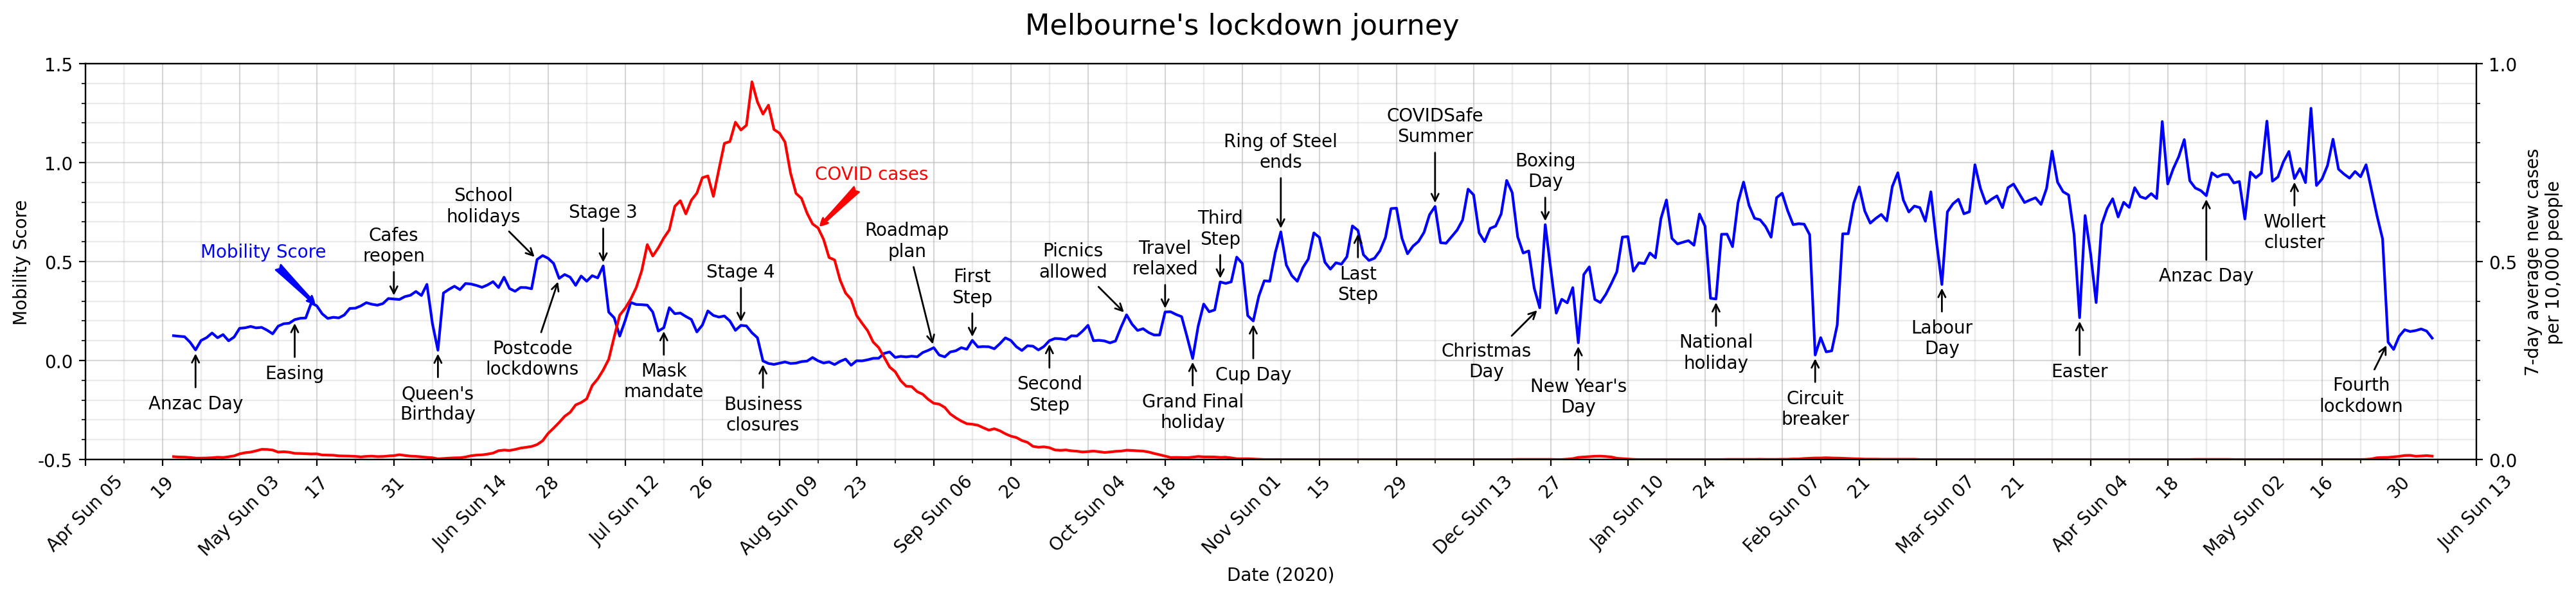 Melbourne's lockdown journey
1.5
1.0
0.5
0.0
-0.5
Mobility Score
1.0
0.5
0.0
7-day average new cases
per 10,000 people
Mobility Score
COVID cases
Anzac Day
Easing
Cafes
reopen
Queen's
Birthday
School
holidays
Postcode
lockdowns
Stage 3
Mask
mandate
Stage 4
Business
closures
Roadmap
plan
First
Step
Second
Step
Picnics
allowed
Travel
relaxed
Grand Final
holiday
Third
Step
Cup Day
Ring of Steel
ends
Last
Step
COVIDSafe
Summer
Christmas
Day
Boxing
Day
New Year's
Day
National
holiday
Circuit
breaker
Labour
Day
Easter
Anzac Day
Wollert
cluster
Fourth
lockdown
Apr Sun 05
19
May Sun 03
17
31
Jun Sun 14
28
Jul Sun 12
26
Aug Sun 09
23
Sep Sun 06
20
Oct Sun 04
18
Nov Sun 01
15
29
Dec Sun 13
27
Jan Sun 10
24
Feb Sun 07
21
Mar Sun 07
21
Apr Sun 04
18
May Sun 02
16
30
Jun Sun 13
Date (2020)